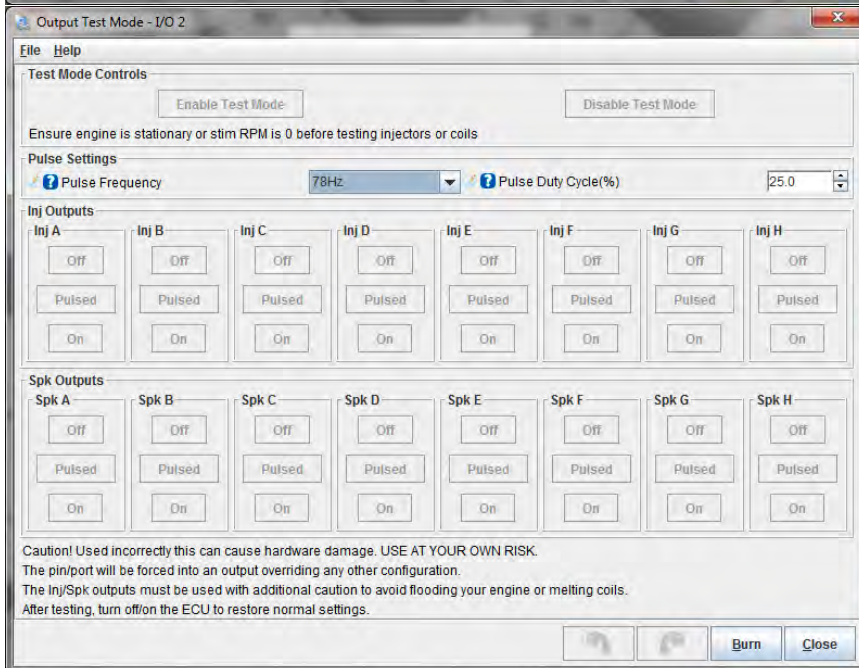 Output Test Mode - I/O 2
File Help
Test Mode Controls
Enable Test Mode Disable Test Mode
Ensure engine is stationary or stim RPM is 0 before testing injectors or coils
Pulse Settings
Pulse Frequency 78Hz Pulse Duty Cycle(%) 25.0
Inj Outputs
Inj A Inj B Inj C Inj D Inj E Inj F Inj G Inj H
Off Off Off Off Off Off Off Off
Pulsed Pulsed Pulsed Pulsed Pulsed Pulsed Pulsed Pulsed
On On On On On On On On
Spk Outputs
Spk A Spk B Spk C Spk D Spk E Spk F Spk G Spk H
Off Off Off Off Off Off Off Off
Pulsed Pulsed Pulsed Pulsed Pulsed Pulsed Pulsed Pulsed
On On On On On On On On
Caution! Used incorrectly this can cause hardware damage. USE AT YOUR OWN RISK.
The pin/port will be forced into an output overriding any other configuration.
The Inj/Spk outputs must be used with additional caution to avoid flooding your engine or melting coils.
After testing, turn off/on the ECU to restore normal settings.
Burn Close